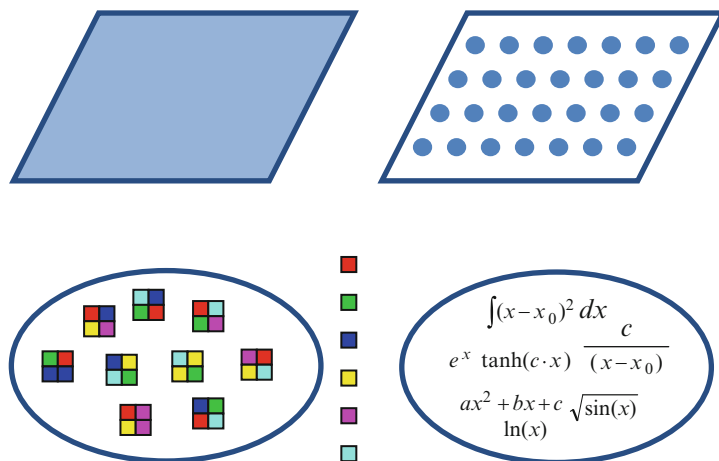 ∫(x − x₀)² dx
eˣ tanh(c·x) c/(x − x₀)
ax² + bx + c √sin(x)
ln(x)